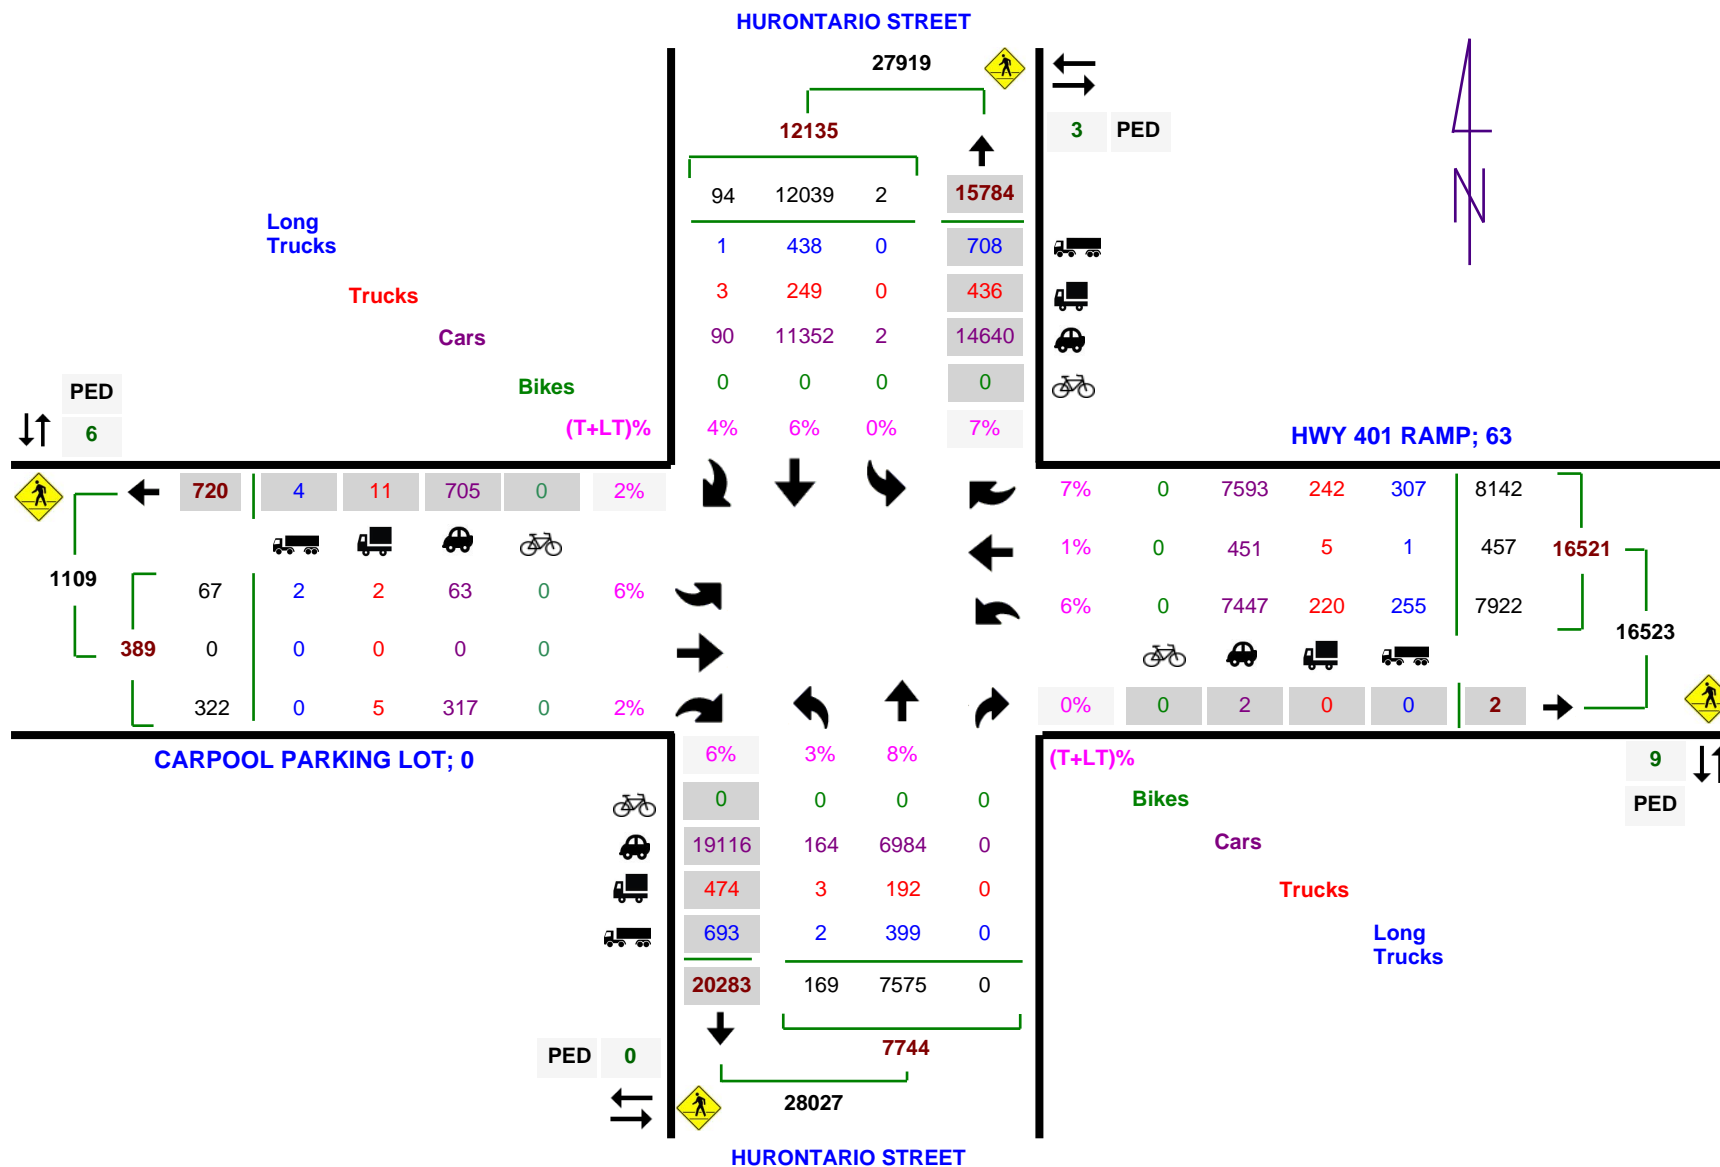 HURONTARIO STREET
27919
12135
3 PED
94 12039 2 15784
Long
Trucks
1 438 0 708
Trucks
3 249 0 436
Cars
90 11352 2 14640
Bikes
0 0 0 0
PED
6
(T+LT)% 4% 6% 0% 7%
HWY 401 RAMP; 63
N
720 4 11 705 0 2%
7% 0 7593 242 307 8142
1% 0 451 5 1 457 16521
1109
67 2 2 63 0 6%
6% 0 7447 220 255 7922
16523
389 0 0 0 0 0
322 0 5 317 0 2%
0% 0 2 0 0 2
CARPOOL PARKING LOT; 0
6% 3% 8%
(T+LT)%
9
PED
0 0 0 0
Bikes
19116 164 6984 0
Cars
474 3 192 0
Trucks
693 2 399 0
Long
Trucks
20283 169 7575 0
7744
PED 0
28027
HURONTARIO STREET